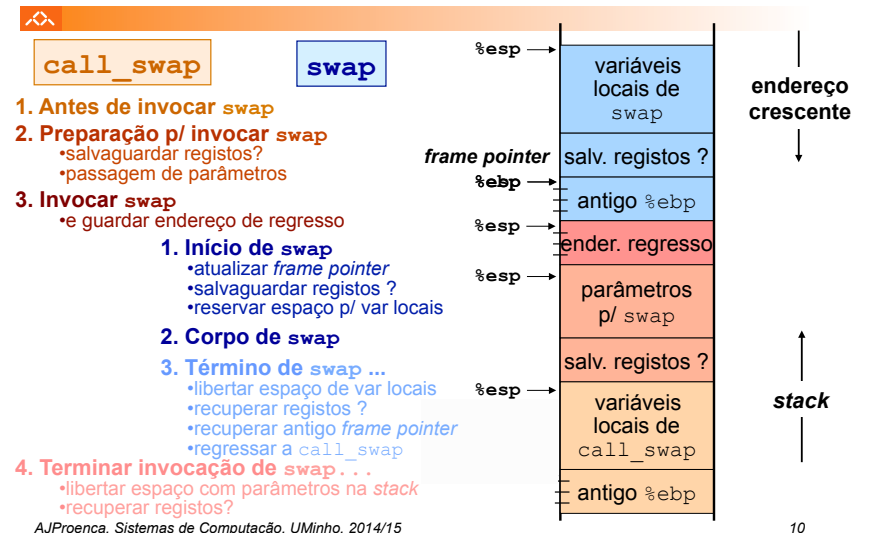 call_swap
swap
1. Antes de invocar swap
2. Preparação p/ invocar swap
•salvaguardar registos?
•passagem de parâmetros
3. Invocar swap
•e guardar endereço de regresso
1. Início de swap
•atualizar frame pointer
•salvaguardar registos ?
•reservar espaço p/ var locais
2. Corpo de swap
3. Término de swap ...
•libertar espaço de var locais
•recuperar registos ?
•recuperar antigo frame pointer
•regressar a call_swap
4. Terminar invocação de swap...
•libertar espaço com parâmetros na stack
•recuperar registos?
%esp
frame pointer
%ebp
%esp
%esp
%esp
variáveis
locais de
swap
salv. registos ?
antigo %ebp
ender. regresso
parâmetros
p/ swap
salv. registos ?
variáveis
locais de
call_swap
antigo %ebp
endereço
crescente
stack
AJProença, Sistemas de Computação, UMinho, 2014/15
10